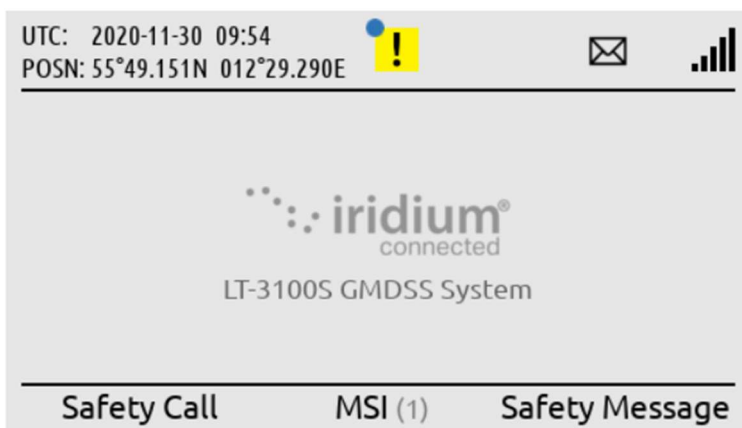 UTC: 2020-11-30 09:54
POSN: 55°49.151N 012°29.290E
!
iridium®
connected
LT-3100S GMDSS System
Safety Call MSI (1) Safety Message